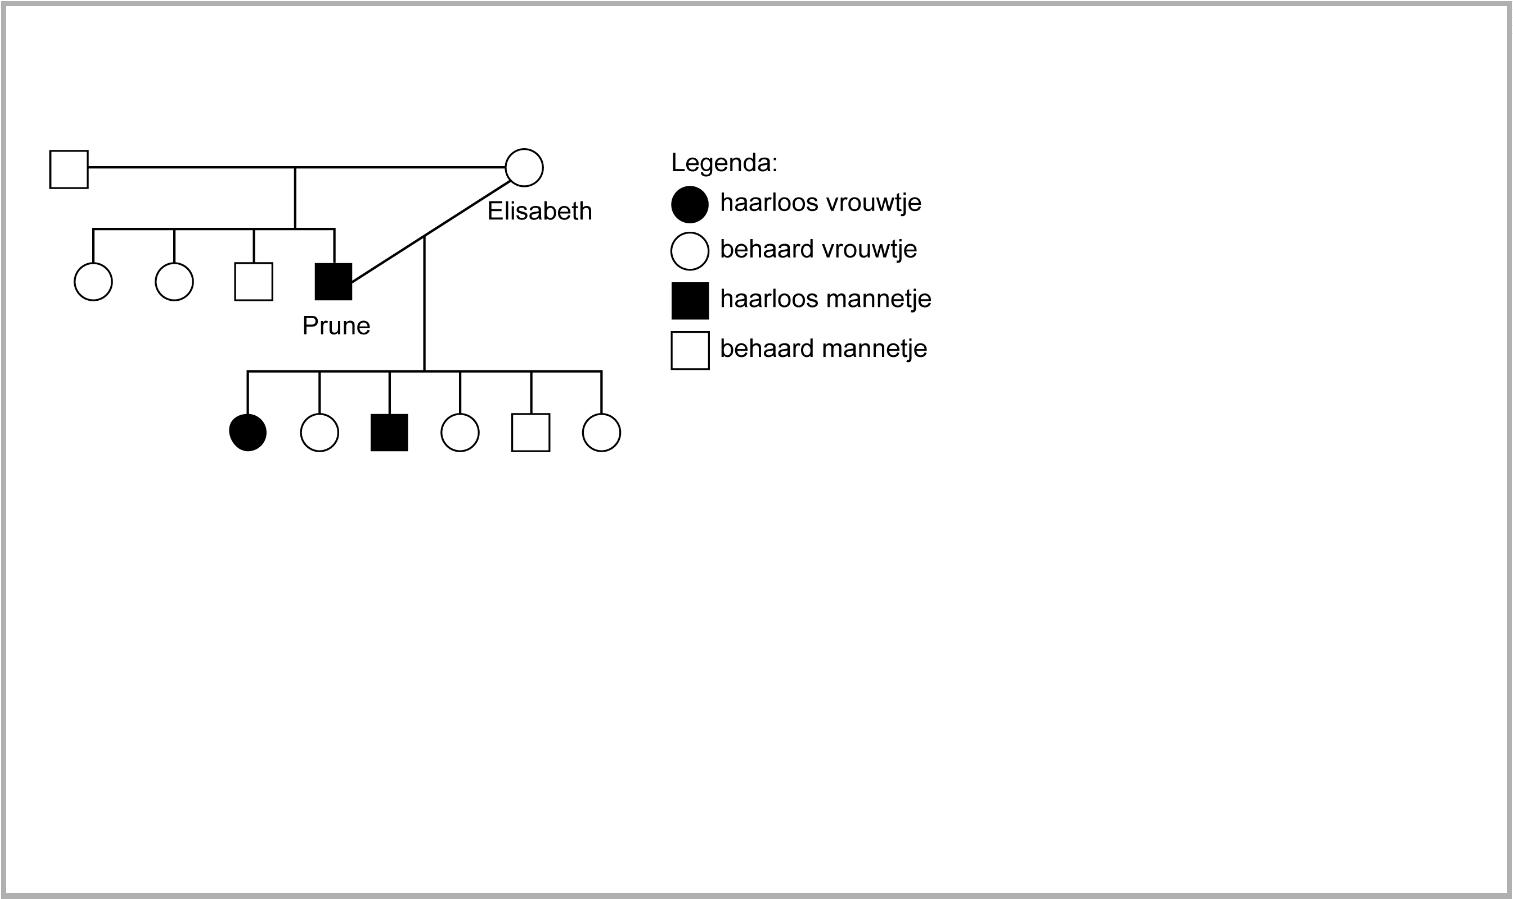 Elisabeth
Prune
Legenda:
haarloos vrouwtje
behaard vrouwtje
haarloos mannetje
behaard mannetje